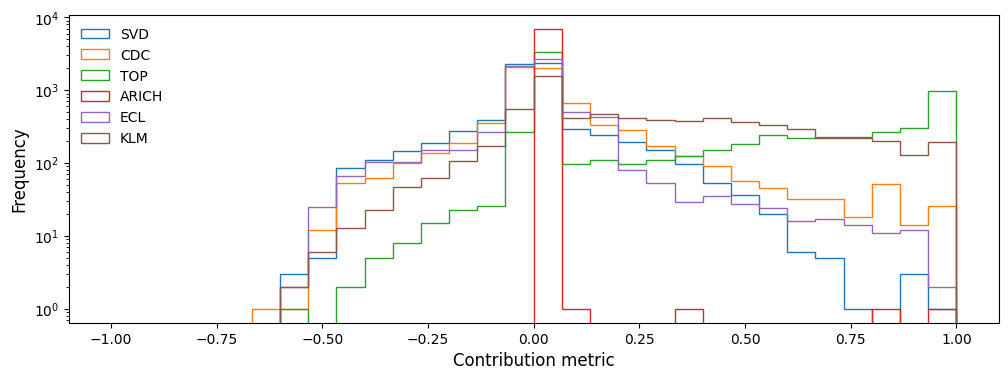 SVD
CDC
TOP
ARICH
ECL
KLM
Frequency
10⁴
10³
10²
10¹
10⁰
−1.00 −0.75 −0.50 −0.25 0.00 0.25 0.50 0.75 1.00
Contribution metric